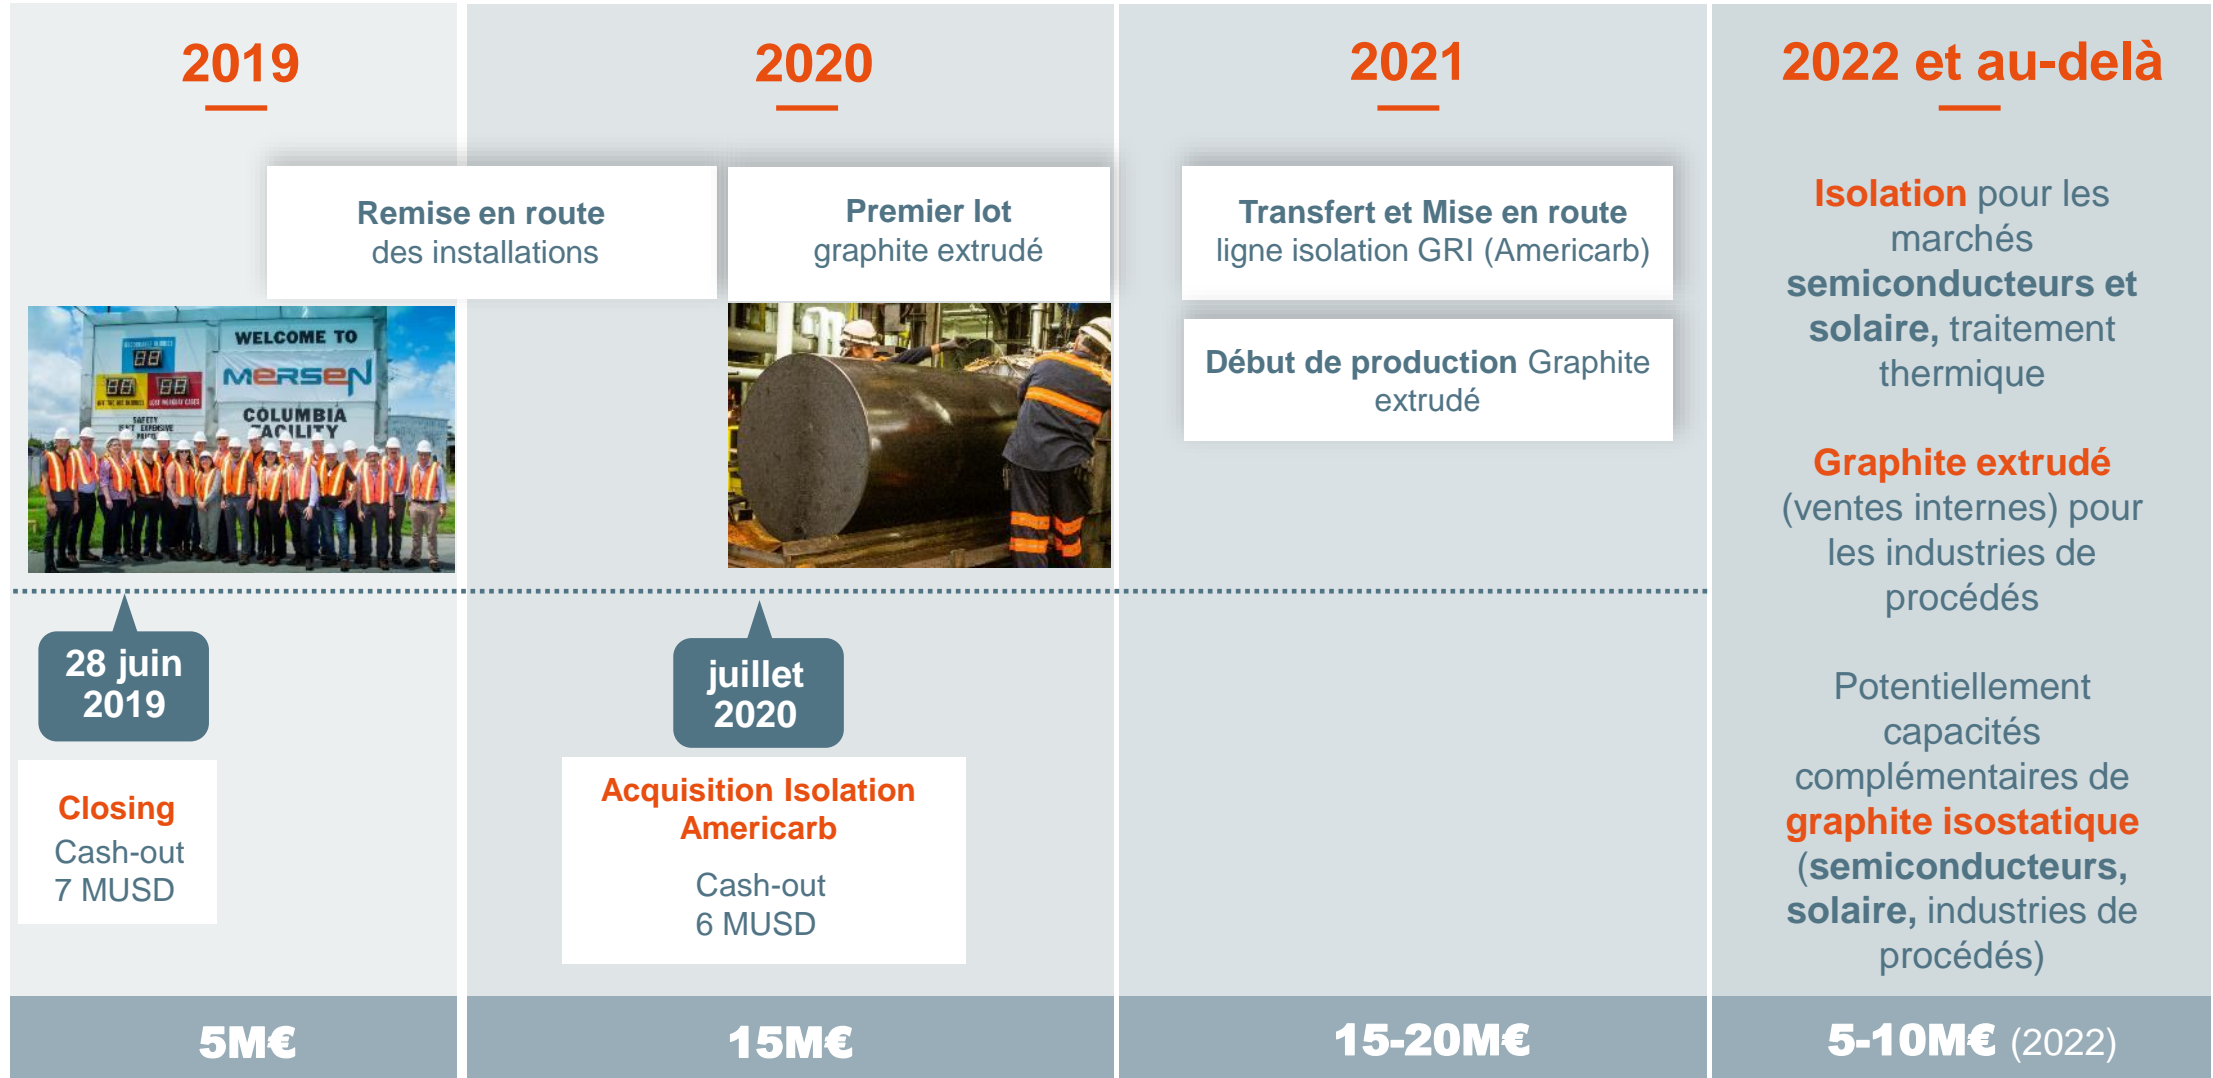 2019
2020
2021
2022 et au-delà
Remise en route
des installations
Premier lot
graphite extrudé
Transfert et Mise en route
ligne isolation GRI (Americarb)
Début de production Graphite
extrudé
WELCOME TO
MERSEN
COLUMBIA
FACILITY
SAFETY
28 juin
2019
Closing
Cash-out
7 MUSD
juillet
2020
Acquisition Isolation
Americarb
Cash-out
6 MUSD
Isolation pour les
marchés
semiconducteurs et
solaire, traitement
thermique
Graphite extrudé
(ventes internes) pour
les industries de
procédés
Potentiellement
capacités
complémentaires de
graphite isostatique
(semiconducteurs,
solaire, industries de
procédés)
5M€
15M€
15-20M€
5-10M€ (2022)